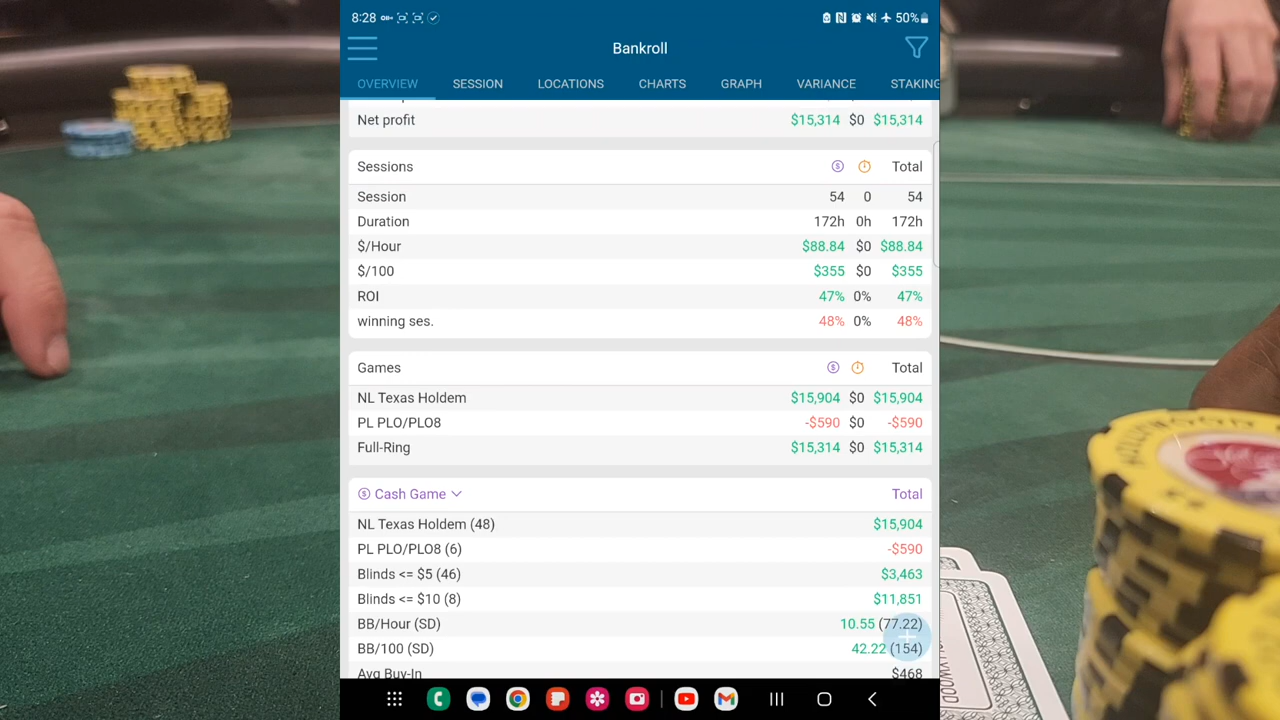 8:28 50%
Bankroll
OVERVIEW SESSION LOCATIONS CHARTS GRAPH VARIANCE STAKING
Net profit $15,314 $0 $15,314
Sessions Total
Session 54 0 54
Duration 172h 0h 172h
$/Hour $88.84 $0 $88.84
$/100 $355 $0 $355
ROI 47% 0% 47%
winning ses. 48% 0% 48%
Games Total
NL Texas Holdem $15,904 $0 $15,904
PL PLO/PLO8 -$590 $0 -$590
Full-Ring $15,314 $0 $15,314
Cash Game Total
NL Texas Holdem (48) $15,904
PL PLO/PLO8 (6) -$590
Blinds <= $5 (46) $3,463
Blinds <= $10 (8) $11,851
BB/Hour (SD) 10.55 (77.22)
BB/100 (SD) 42.22 (154)
Avg Buy-In $468